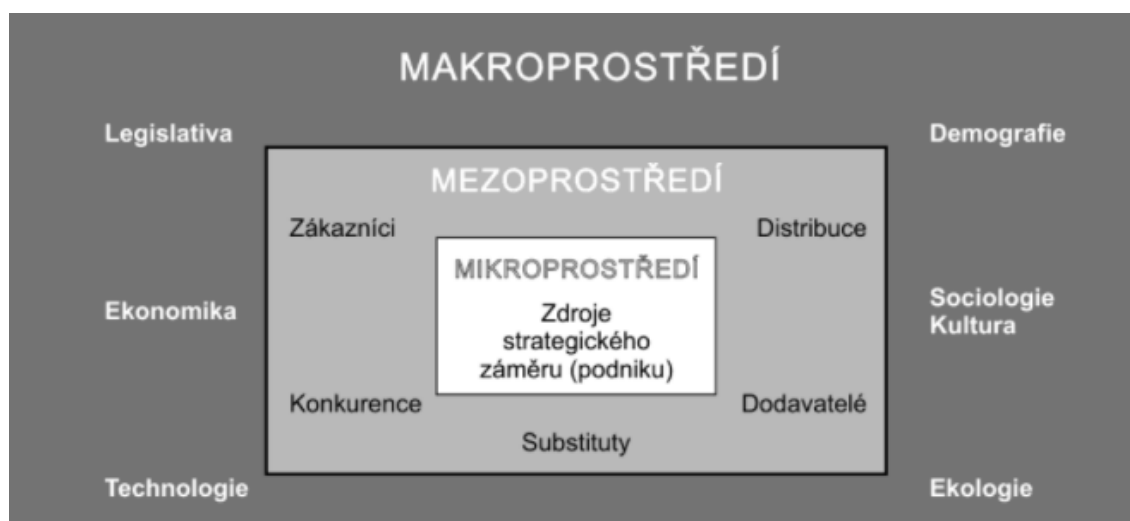 MAKROPROSTŘEDÍ
Legislativa
Demografie
MEZOPROSTŘEDÍ
Zákazníci
Distribuce
MIKROPROSTŘEDÍ
Zdroje
strategického
záměru (podniku)
Ekonomika
Sociologie
Kultura
Konkurence
Dodavatelé
Substituty
Technologie
Ekologie